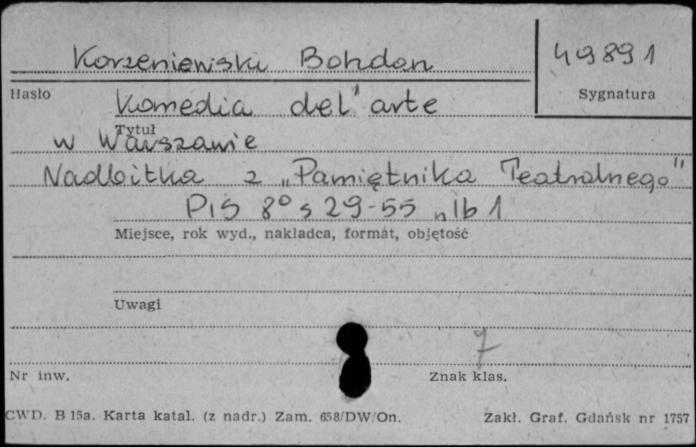 Korzeniewski Bohdan
49891
Hasło
Sygnatura
Komedia del' arte
Tytuł
w Warszawie
Nadbitka z „Pamiętnika Teatralnego"
PIS 8° s 29-55 nlb 1
Miejsce, rok wyd., nakładca, format, objętość
Uwagi
7
Nr inw.
Znak klas.
CWD. B 15a. Karta katal. (z nadr.) Zam. 658/DW/On.
Zakł. Graf. Gdańsk nr 1757